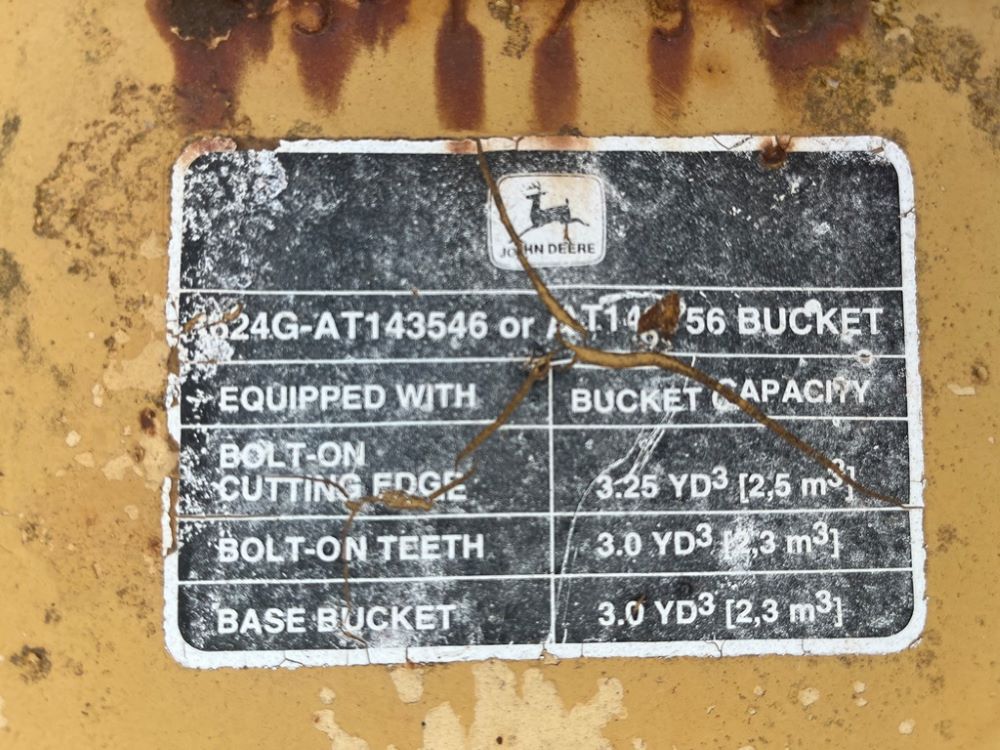 JOHN DEERE
624G-AT143546 or BUCKET
EQUIPPED WITH BUCKET CAPACITY
BOLT-ON
CUTTING EDGE 3.25 YD³ [2,5 m³]
BOLT-ON TEETH 3.0 YD³ [2,3 m³]
BASE BUCKET 3.0 YD³ [2,3 m³]